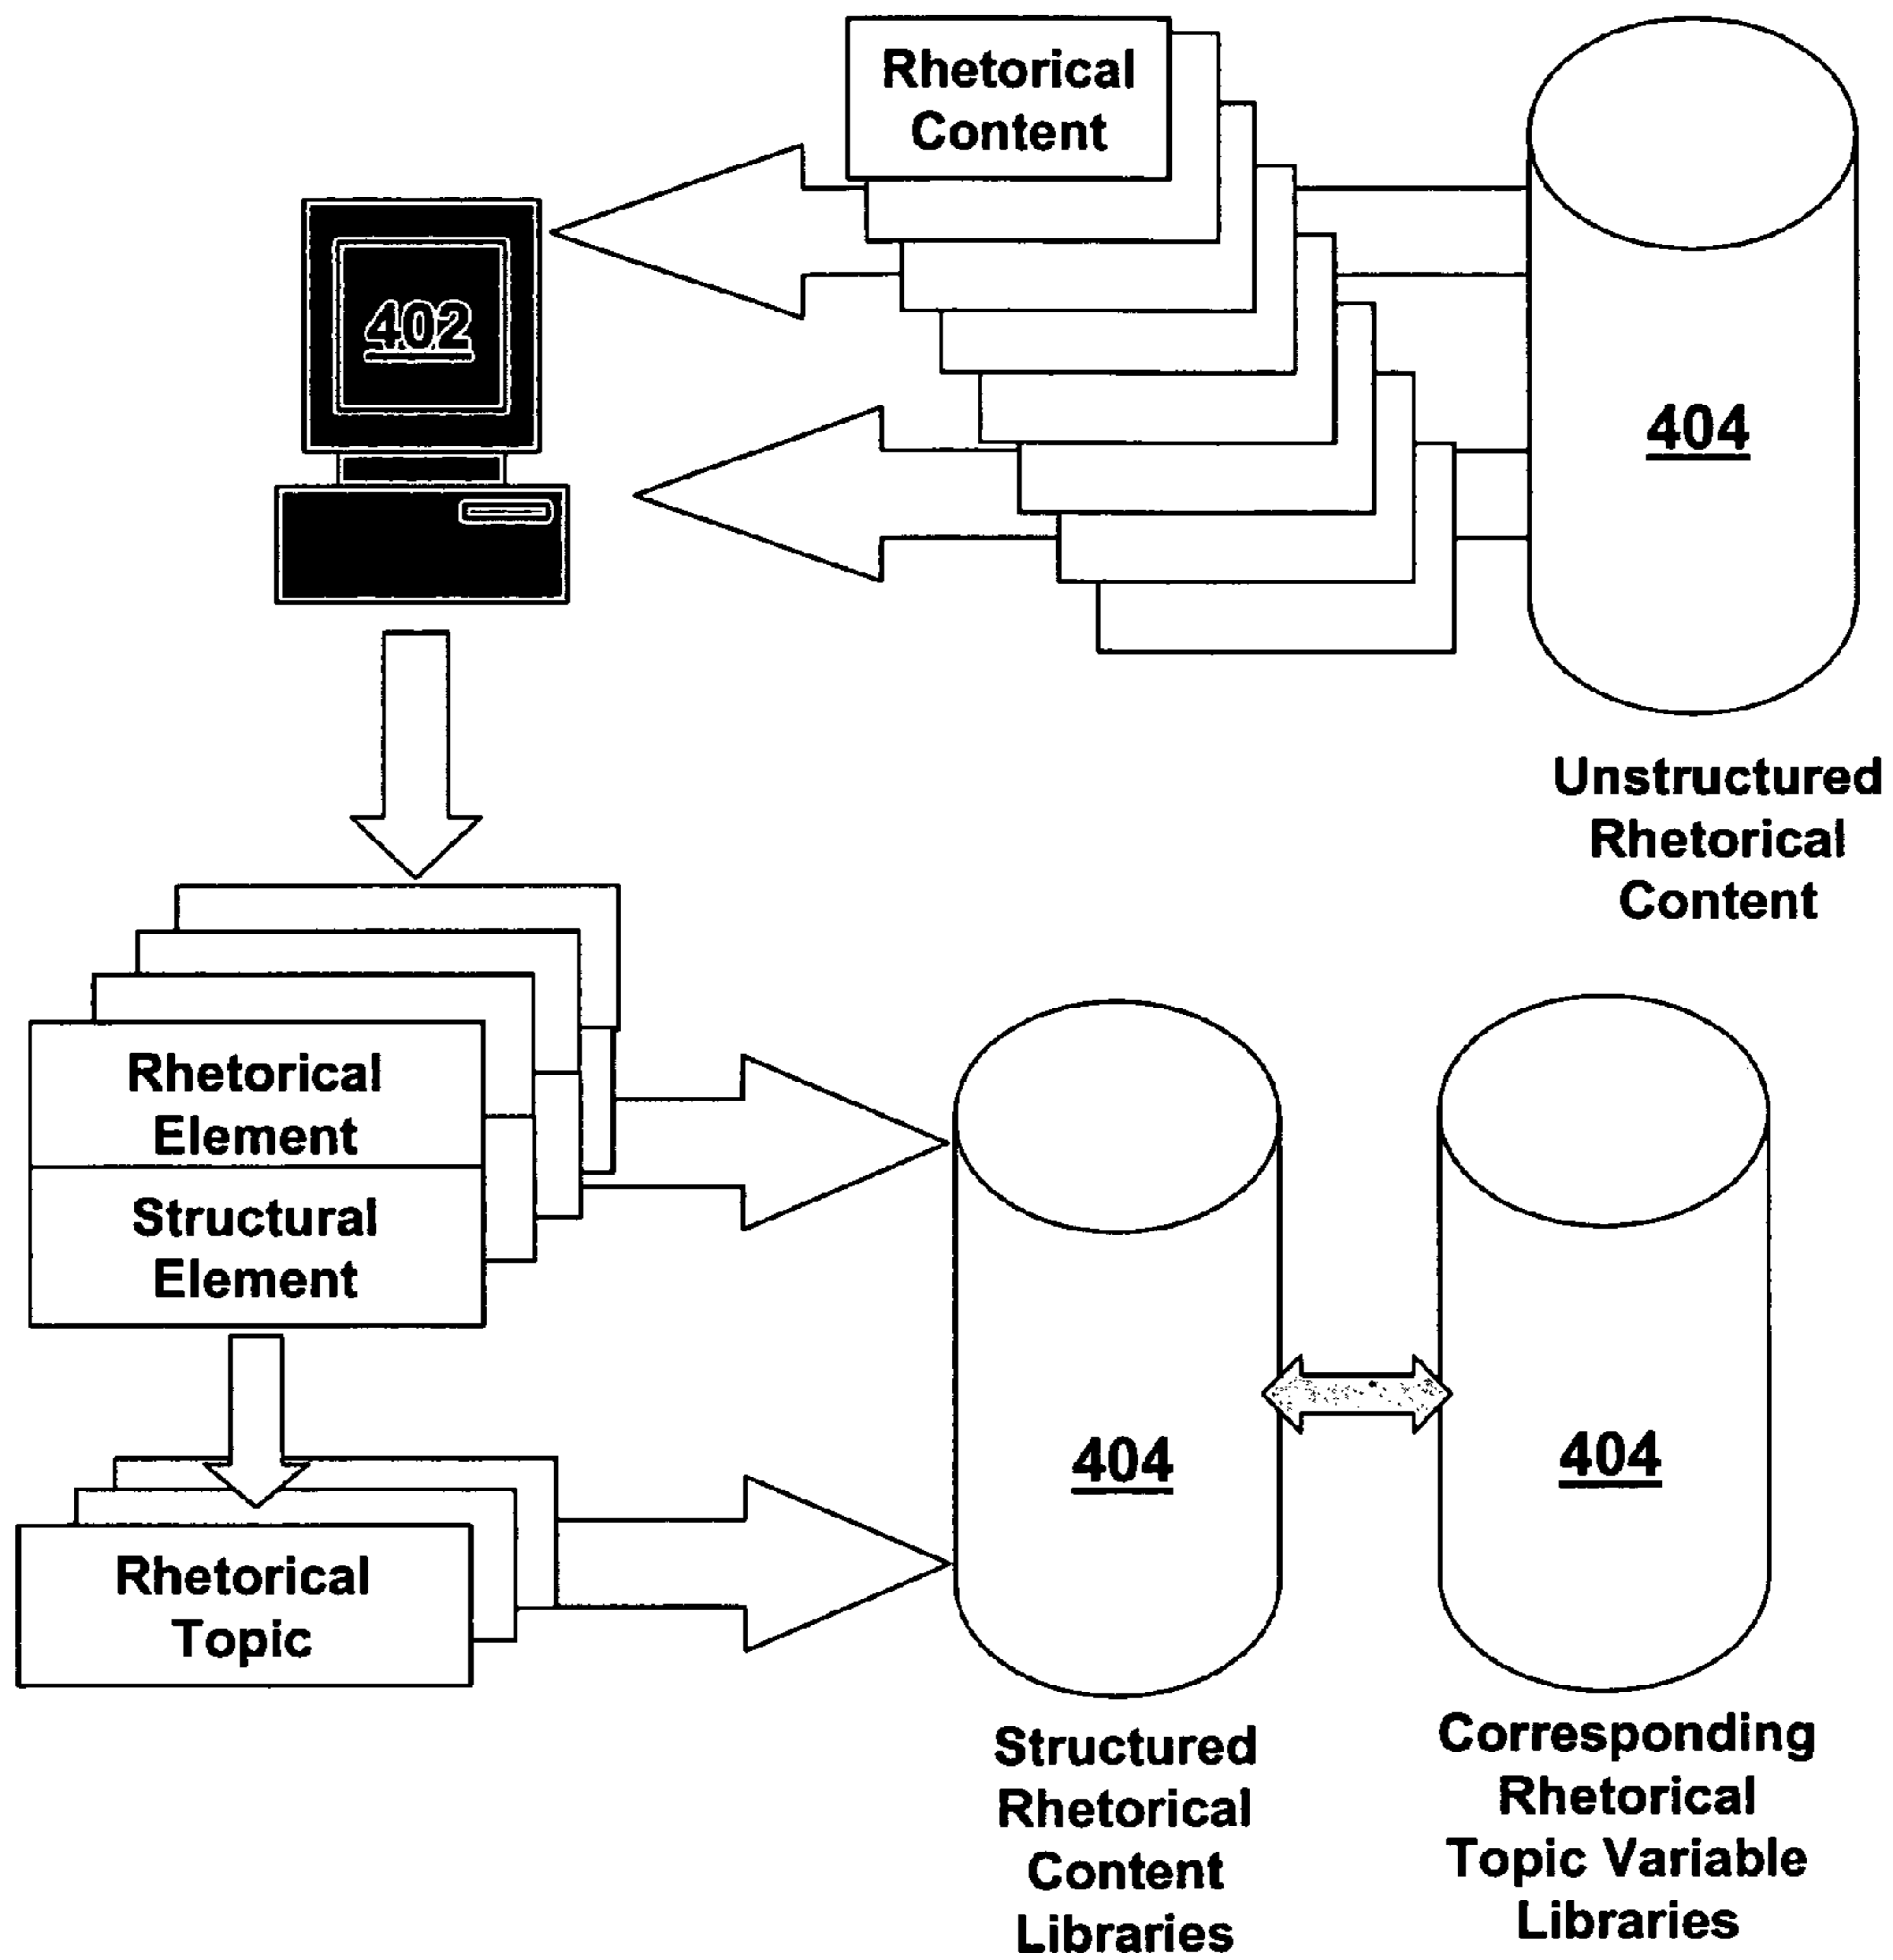 Rhetorical
Content
402
404
Unstructured
Rhetorical
Content
Rhetorical
Element
Structural
Element
404
404
Rhetorical
Topic
Structured
Rhetorical
Content
Libraries
Corresponding
Rhetorical
Topic Variable
Libraries